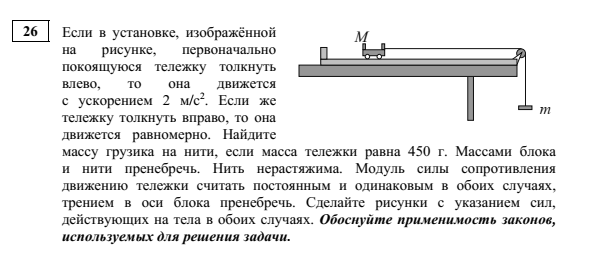 26
Если в установке, изображённой
на рисунке, первоначально
покоящуюся тележку толкнуть
влево, то она движется
с ускорением 2 м/с². Если же
тележку толкнуть вправо, то она
движется равномерно. Найдите
массу грузика на нити, если масса тележки равна 450 г. Массами блока
и нити пренебречь. Нить нерастяжима. Модуль силы сопротивления
движению тележки считать постоянным и одинаковым в обоих случаях,
трением в оси блока пренебречь. Сделайте рисунки с указанием сил,
действующих на тела в обоих случаях. Обоснуйте применимость законов,
используемых для решения задачи.
M
m